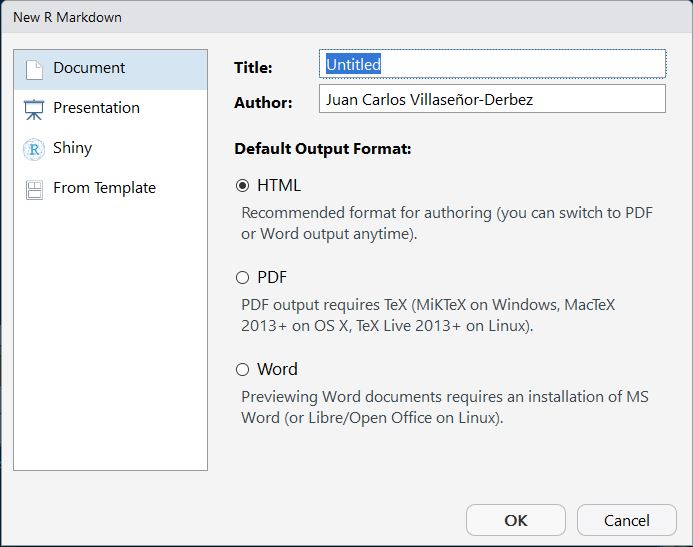 New R Markdown
Document
Presentation
R Shiny
From Template
Title: Untitled
Author: Juan Carlos Villaseñor-Derbez
Default Output Format:
HTML
Recommended format for authoring (you can switch to PDF
or Word output anytime).
PDF
PDF output requires TeX (MiKTeX on Windows, MacTeX
2013+ on OS X, TeX Live 2013+ on Linux).
Word
Previewing Word documents requires an installation of MS
Word (or Libre/Open Office on Linux).
OK Cancel